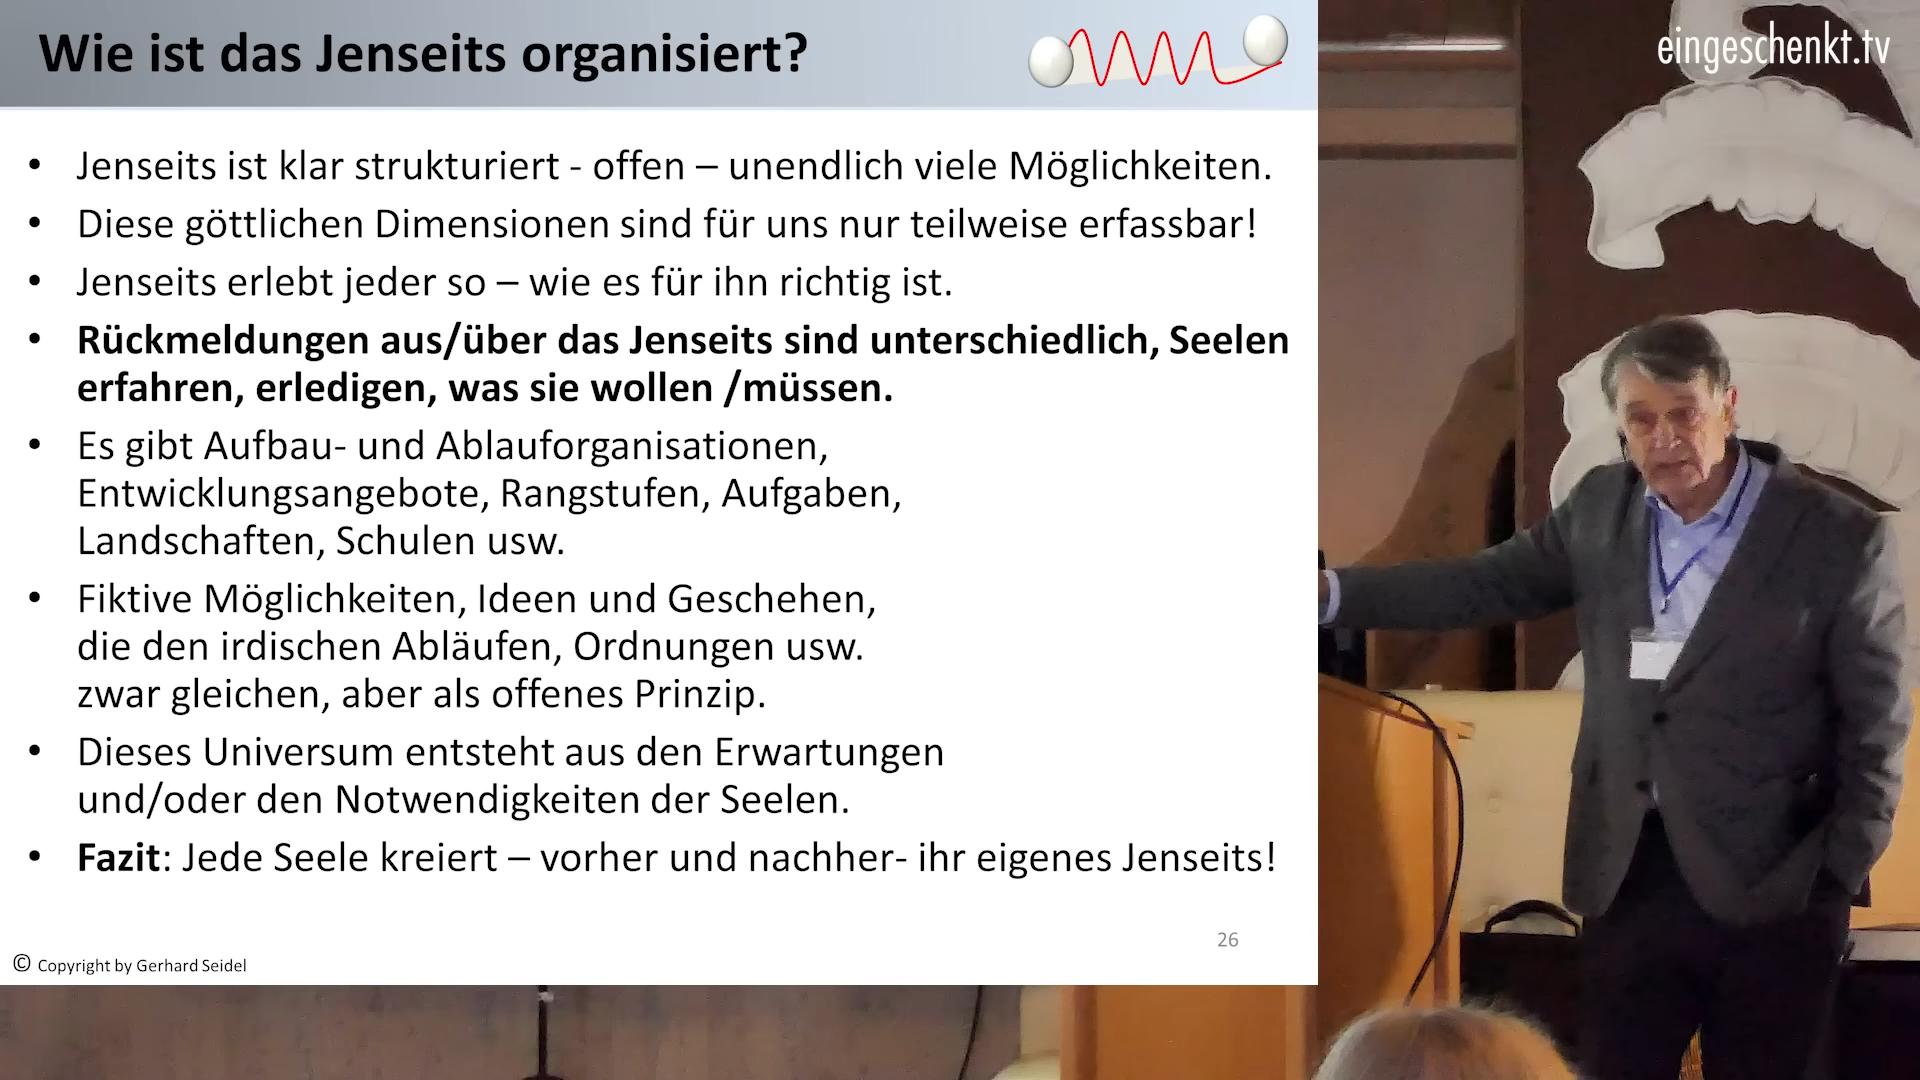 Wie ist das Jenseits organisiert?
eingeschenkt.tv
• Jenseits ist klar strukturiert - offen – unendlich viele Möglichkeiten.
• Diese göttlichen Dimensionen sind für uns nur teilweise erfassbar!
• Jenseits erlebt jeder so – wie es für ihn richtig ist.
• Rückmeldungen aus/über das Jenseits sind unterschiedlich, Seelen
erfahren, erledigen, was sie wollen /müssen.
• Es gibt Aufbau- und Ablauforganisationen,
Entwicklungsangebote, Rangstufen, Aufgaben,
Landschaften, Schulen usw.
• Fiktive Möglichkeiten, Ideen und Geschehen,
die den irdischen Abläufen, Ordnungen usw.
zwar gleichen, aber als offenes Prinzip.
• Dieses Universum entsteht aus den Erwartungen
und/oder den Notwendigkeiten der Seelen.
• Fazit: Jede Seele kreiert – vorher und nachher- ihr eigenes Jenseits!
26
© Copyright by Gerhard Seidel